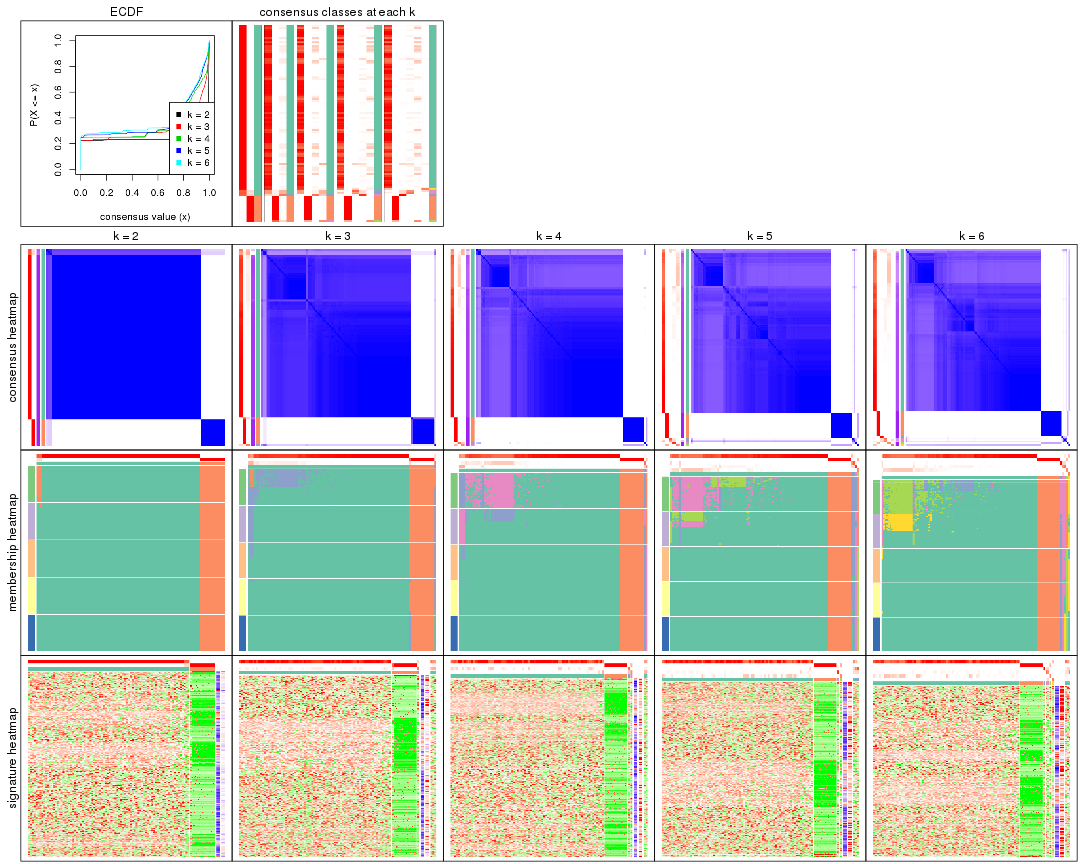 ECDF
consensus classes at each k
P(X <= x)
0.0 0.2 0.4 0.6 0.8 1.0
k = 2
k = 3
k = 4
k = 5
k = 6
0.0 0.2 0.4 0.6 0.8 1.0
consensus value (x)
k = 2
k = 3
k = 4
k = 5
k = 6
consensus heatmap
membership heatmap
signature heatmap